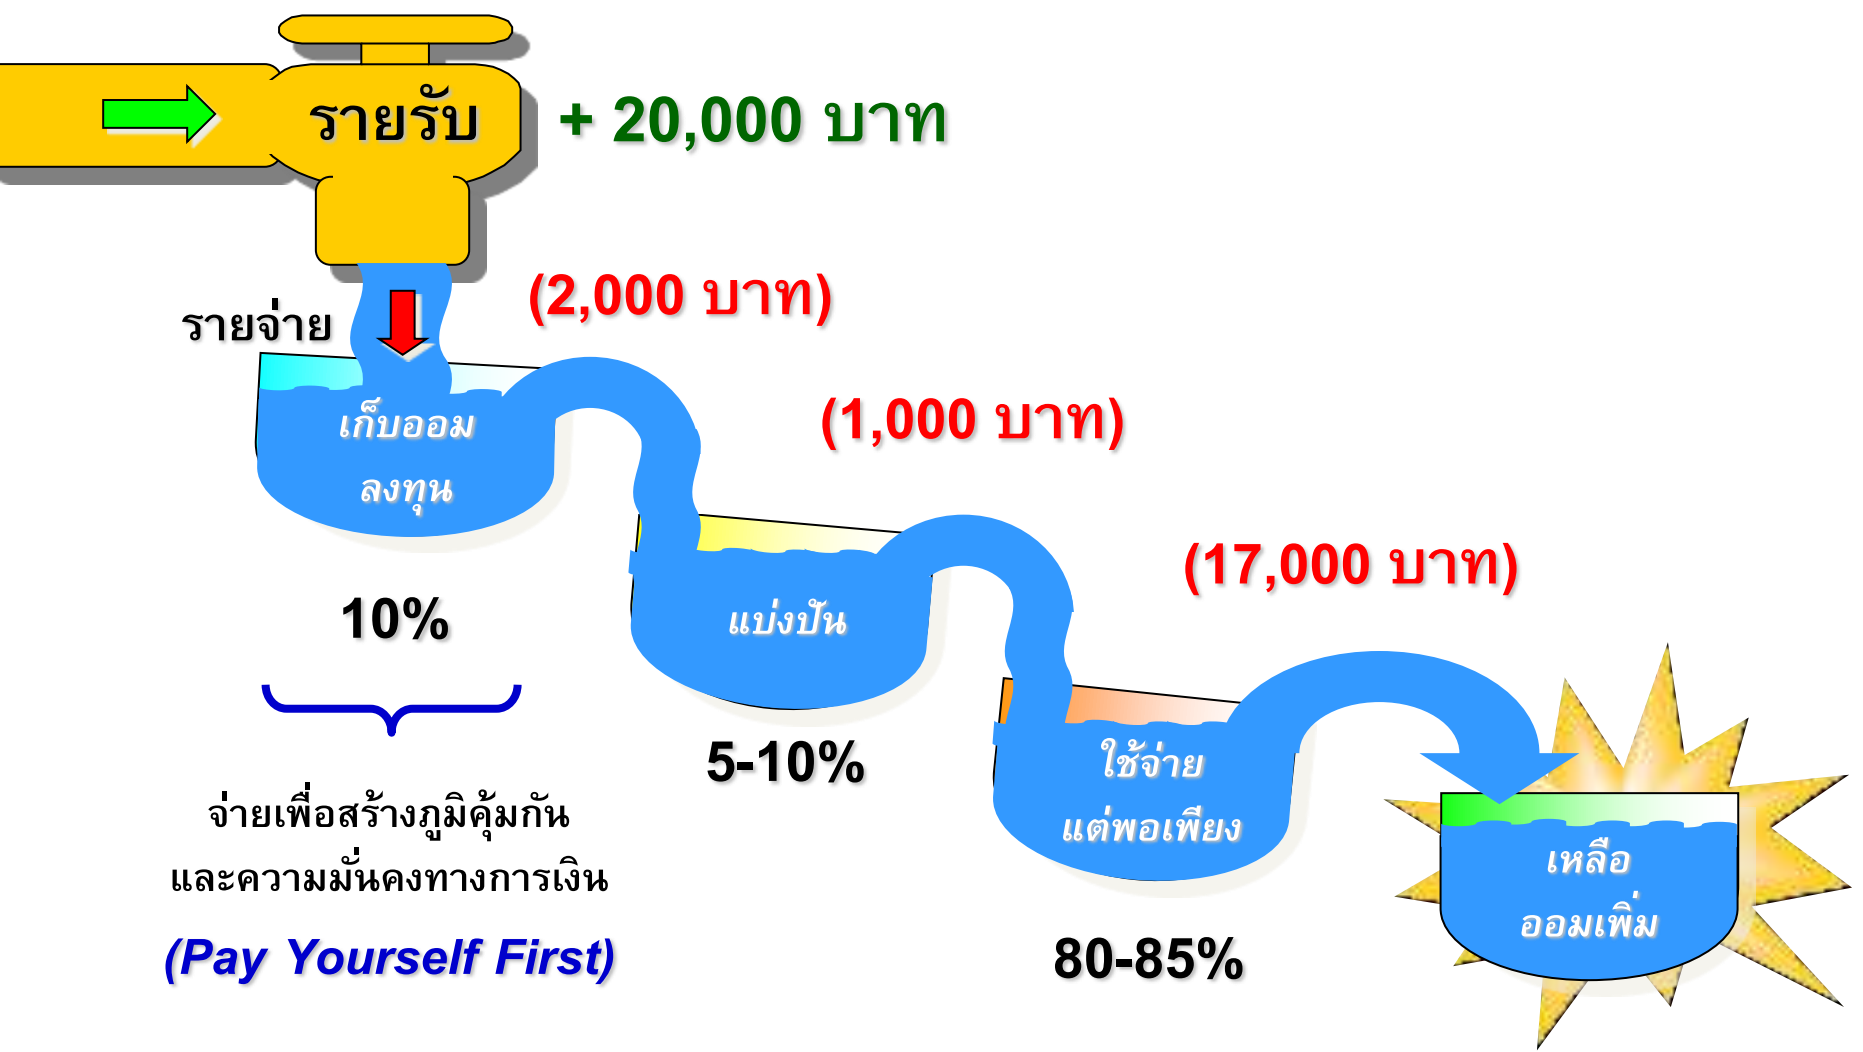 รายรับ
+ 20,000 บาท
รายจ่าย
(2,000 บาท)
เก็บออม
ลงทุน
10%
(1,000 บาท)
แบ่งปัน
5-10%
(17,000 บาท)
ใช้จ่าย
แต่พอเพียง
80-85%
เหลือ
ออมเพิ่ม
จ่ายเพื่อสร้างภูมิคุ้มกัน
และความมั่นคงทางการเงิน
(Pay Yourself First)